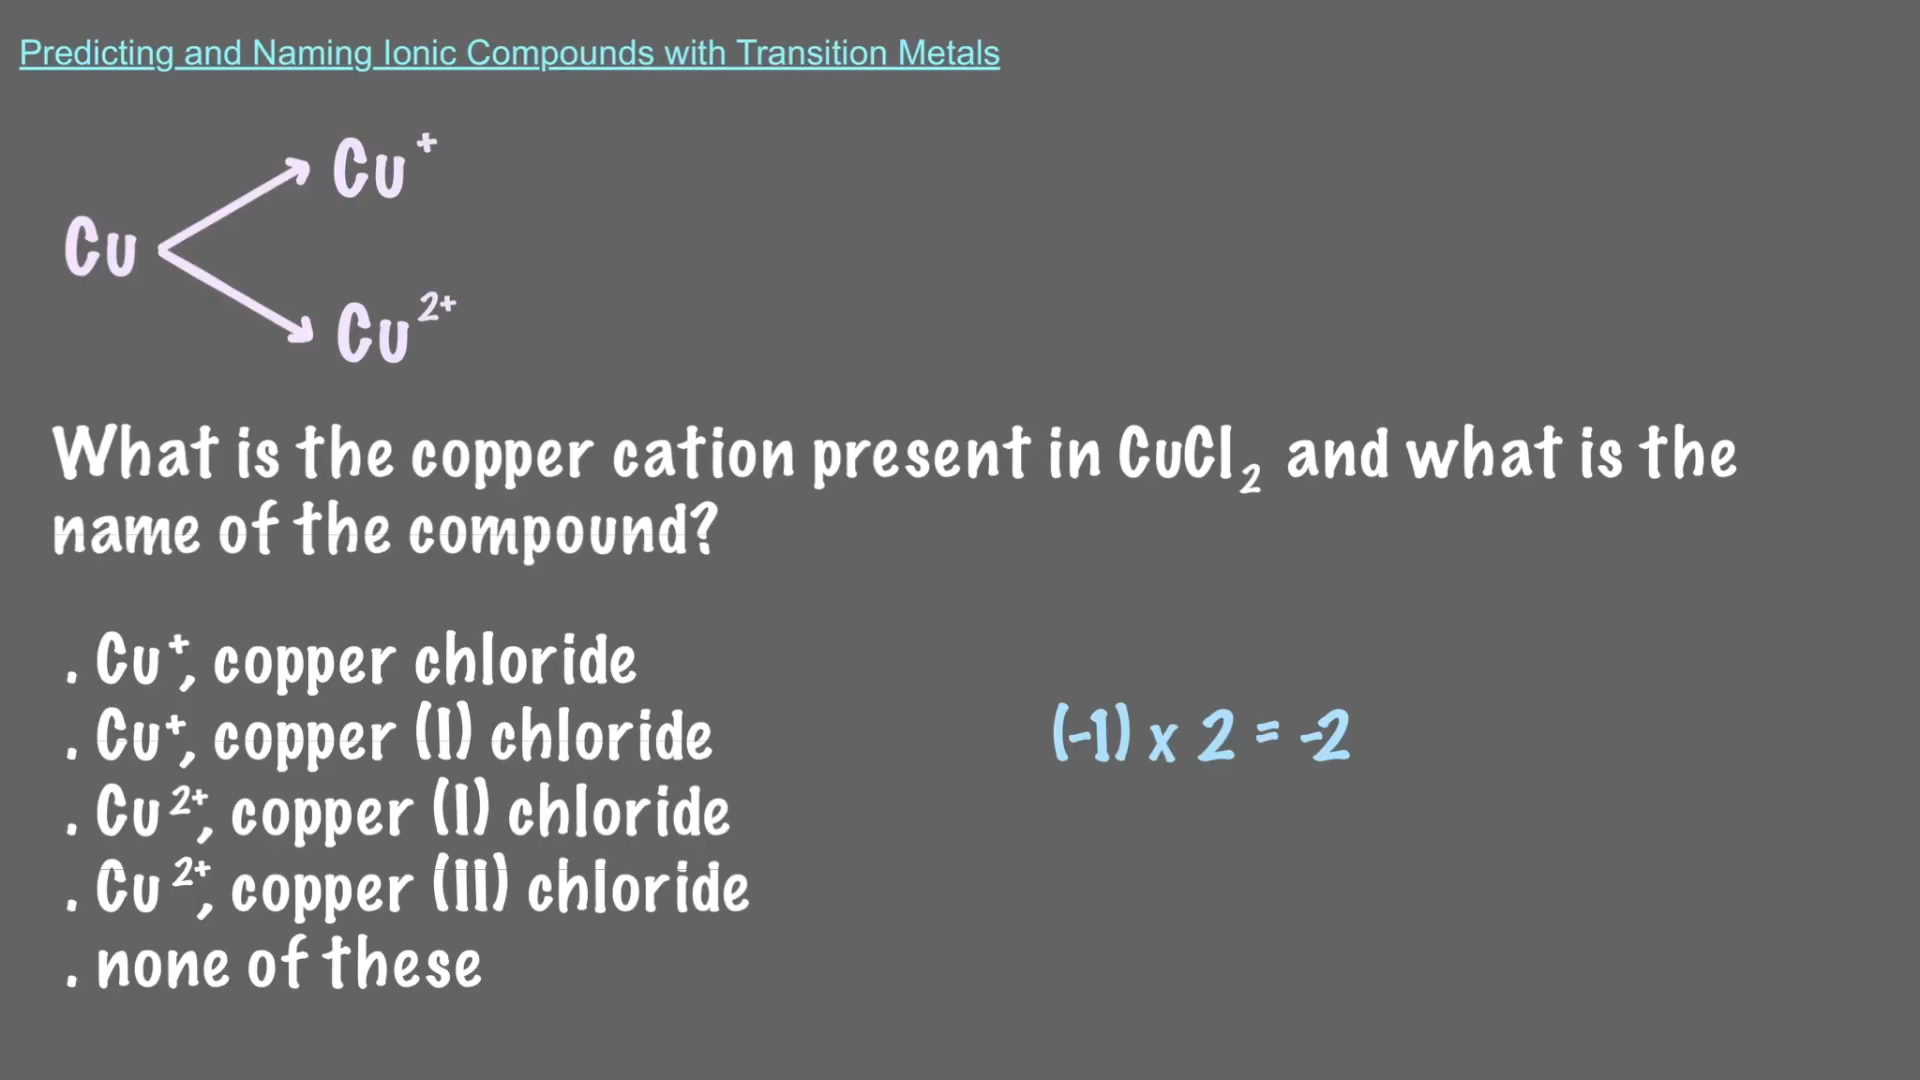 Predicting and Naming Ionic Compounds with Transition Metals
Cu⁺
Cu
Cu²⁺
What is the copper cation present in CuCl₂ and what is the
name of the compound?
. Cu⁺, copper chloride
. Cu⁺, copper (I) chloride
(-1) x 2 = -2
. Cu²⁺, copper (I) chloride
. Cu²⁺, copper (II) chloride
. none of these